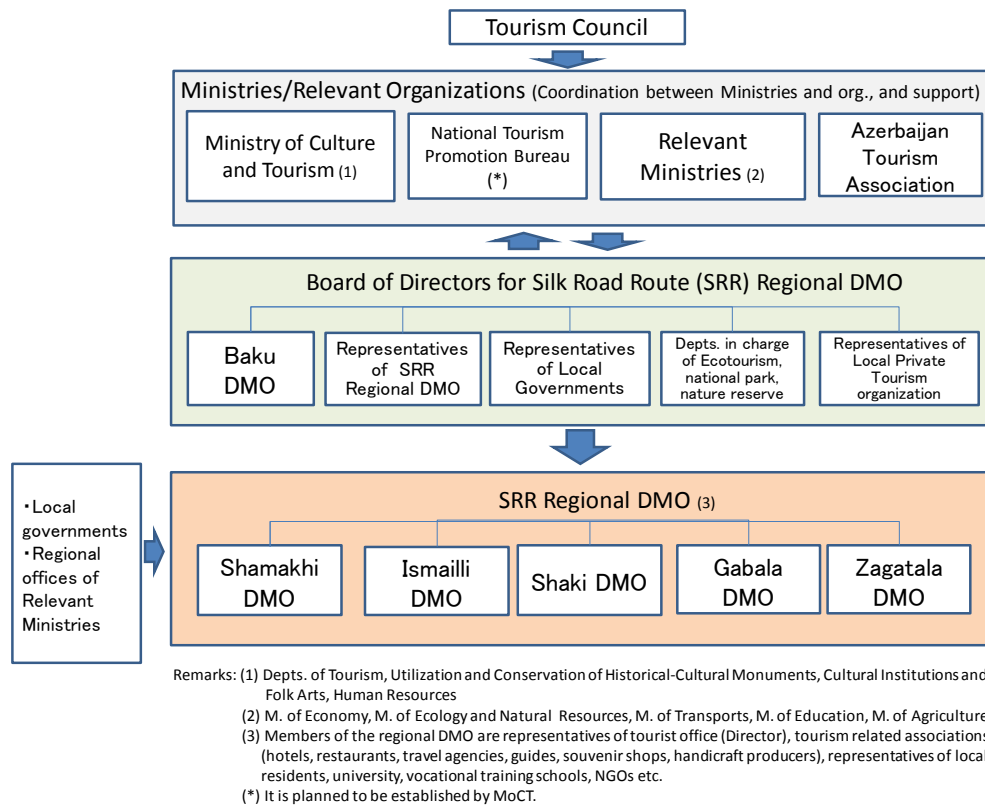 Tourism Council
Ministries/Relevant Organizations (Coordination between Ministries and org., and support)
Ministry of Culture
and Tourism (1)
National Tourism
Promotion Bureau
(*)
Relevant
Ministries (2)
Azerbaijan
Tourism
Association
Board of Directors for Silk Road Route (SRR) Regional DMO
Baku
DMO
Representatives
of SRR
Regional DMO
Representatives
of Local
Governments
Depts. in charge
of Ecotourism,
national park,
nature reserve
Representatives of
Local Private
Tourism
organization
・Local
governments
・Regional
offices of
Relevant
Ministries
SRR Regional DMO (3)
Shamakhi
DMO
Ismailli
DMO
Shaki DMO
Gabala
DMO
Zagatala
DMO
Remarks: (1) Depts. of Tourism, Utilization and Conservation of Historical-Cultural Monuments, Cultural Institutions and
Folk Arts, Human Resources
(2) M. of Economy, M. of Ecology and Natural Resources, M. of Transports, M. of Education, M. of Agriculture
(3) Members of the regional DMO are representatives of tourist office (Director), tourism related associations
(hotels, restaurants, travel agencies, guides, souvenir shops, handicraft producers), representatives of local
residents, university, vocational training schools, NGOs etc.
(*) It is planned to be established by MoCT.